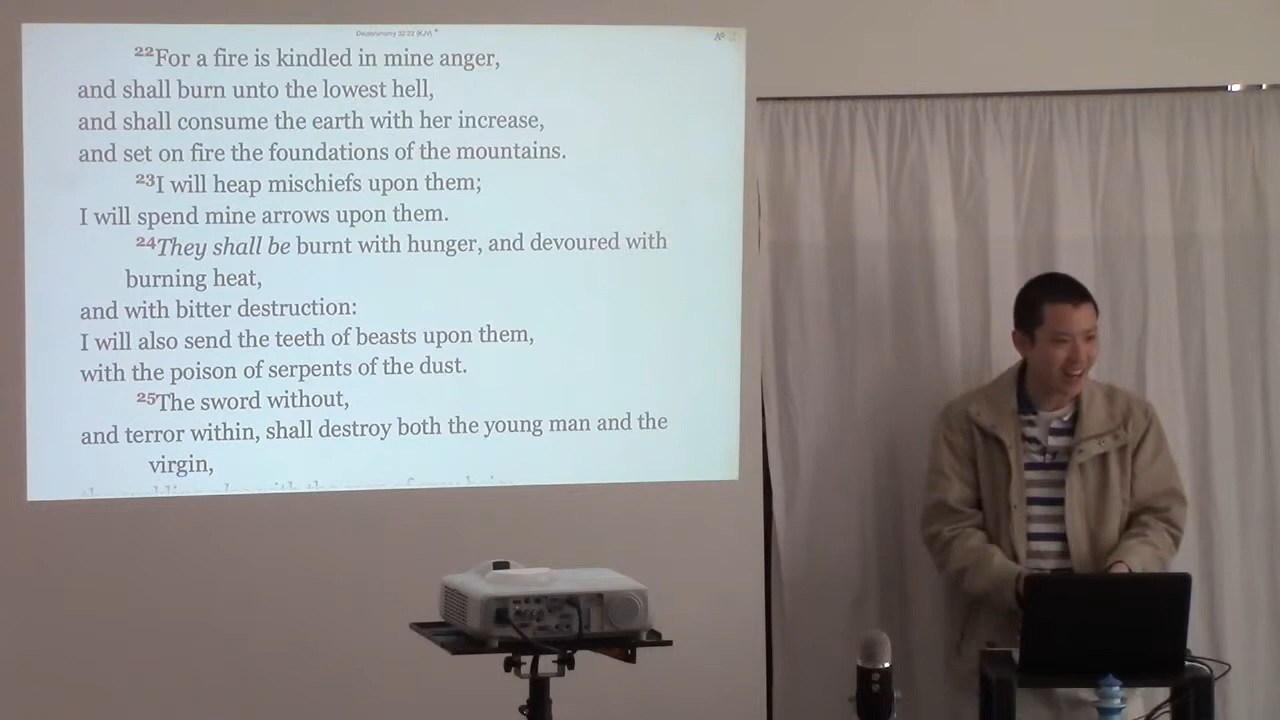 Deuteronomy 32:22 (KJV)
22For a fire is kindled in mine anger,
and shall burn unto the lowest hell,
and shall consume the earth with her increase,
and set on fire the foundations of the mountains.
23I will heap mischiefs upon them;
I will spend mine arrows upon them.
24They shall be burnt with hunger, and devoured with
burning heat,
and with bitter destruction:
I will also send the teeth of beasts upon them,
with the poison of serpents of the dust.
25The sword without,
and terror within, shall destroy both the young man and the
virgin,